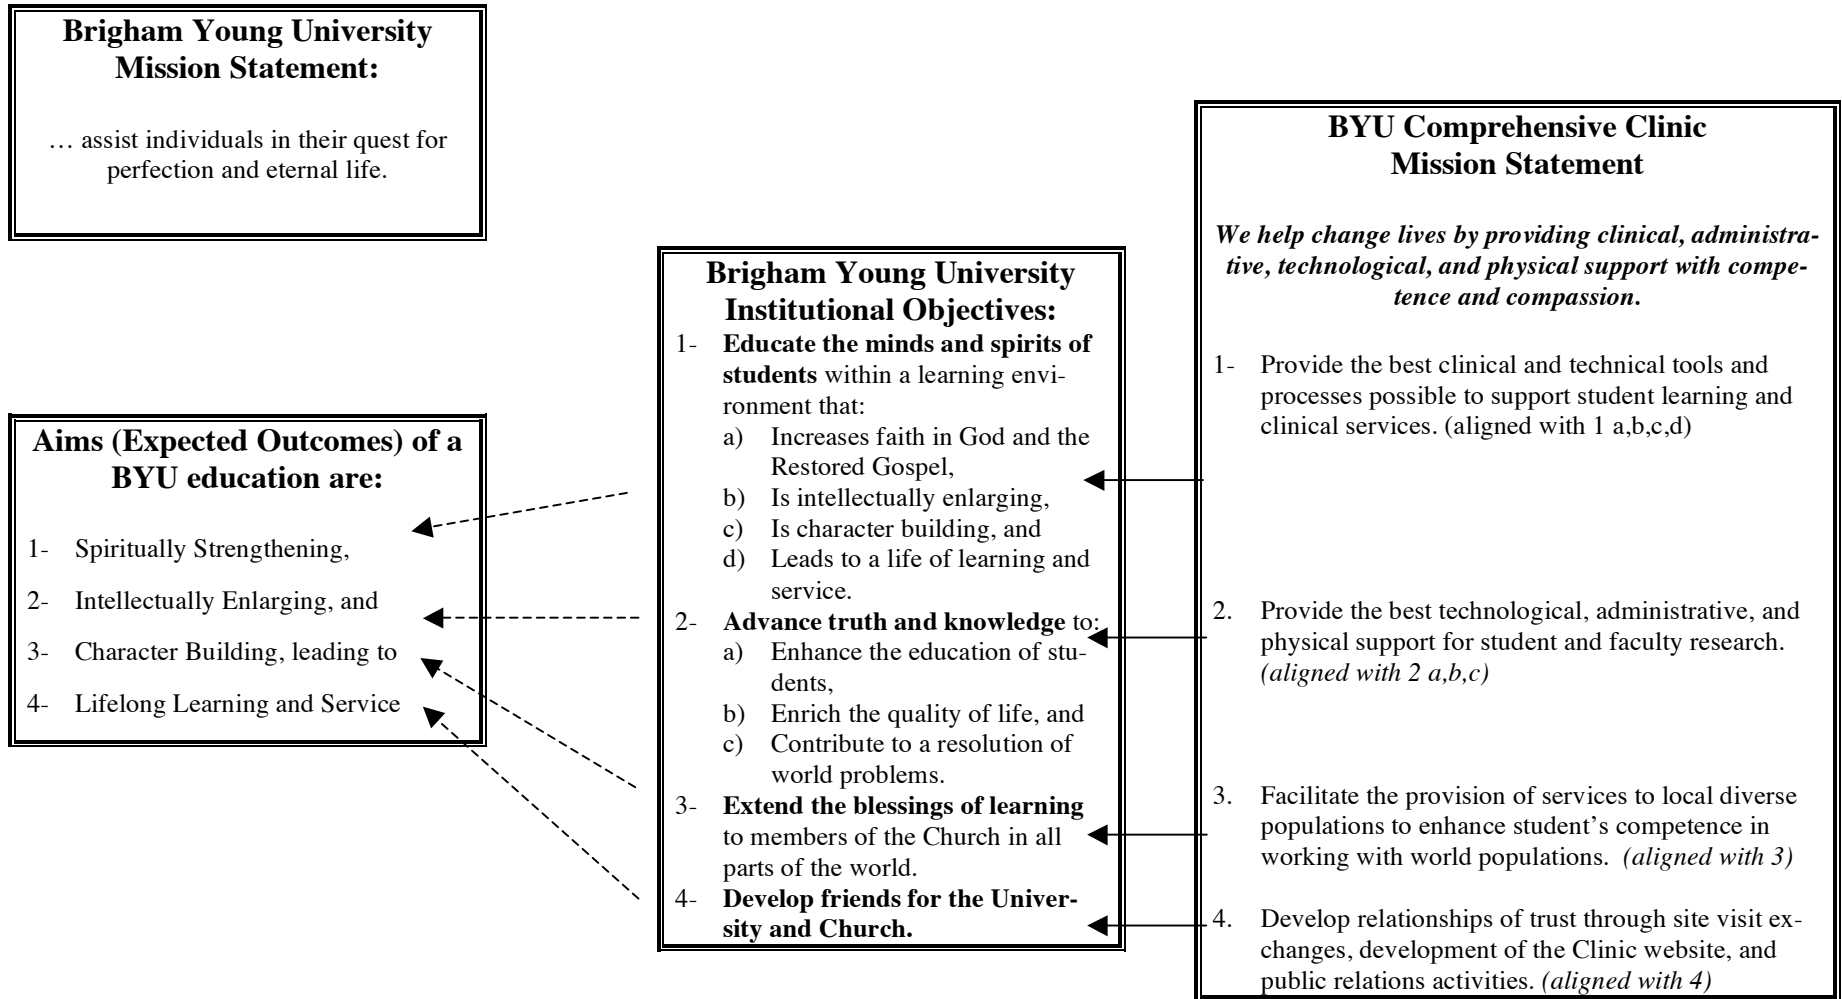 Brigham Young University
Mission Statement:
… assist individuals in their quest for
perfection and eternal life.
Aims (Expected Outcomes) of a
BYU education are:
1- Spiritually Strengthening,
2- Intellectually Enlarging, and
3- Character Building, leading to
4- Lifelong Learning and Service
Brigham Young University
Institutional Objectives:
1- Educate the minds and spirits of
students within a learning envi-
ronment that:
a) Increases faith in God and the
Restored Gospel,
b) Is intellectually enlarging,
c) Is character building, and
d) Leads to a life of learning and
service.
2- Advance truth and knowledge to:
a) Enhance the education of stu-
dents,
b) Enrich the quality of life, and
c) Contribute to a resolution of
world problems.
3- Extend the blessings of learning
to members of the Church in all
parts of the world.
4- Develop friends for the Univer-
sity and Church.
BYU Comprehensive Clinic
Mission Statement
We help change lives by providing clinical, administra-
tive, technological, and physical support with compe-
tence and compassion.
1- Provide the best clinical and technical tools and
processes possible to support student learning and
clinical services. (aligned with 1 a,b,c,d)
2. Provide the best technological, administrative, and
physical support for student and faculty research.
(aligned with 2 a,b,c)
3. Facilitate the provision of services to local diverse
populations to enhance student’s competence in
working with world populations. (aligned with 3)
4. Develop relationships of trust through site visit ex-
changes, development of the Clinic website, and
public relations activities. (aligned with 4)